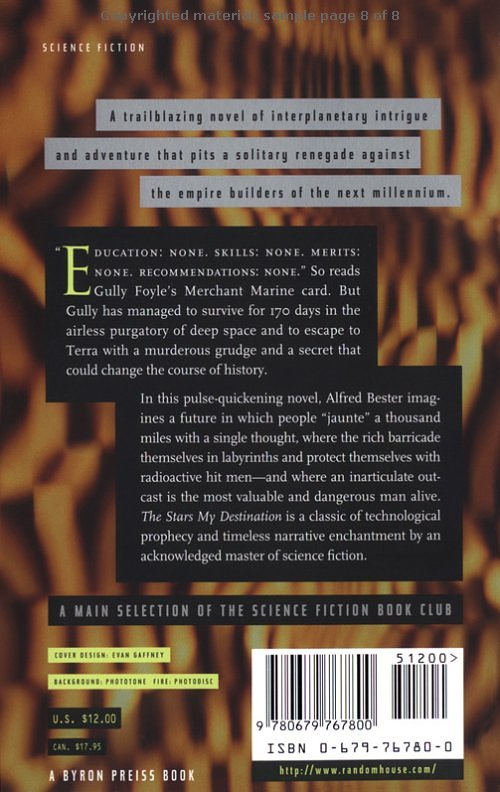 Copyrighted material, sample page 8 of 8
SCIENCE FICTION
A trailblazing novel of interplanetary intrigue
and adventure that pits a solitary renegade against
the empire builders of the next millennium.
“EDUCATION: NONE. SKILLS: NONE. MERITS:
NONE. RECOMMENDATIONS: NONE.” So reads
Gully Foyle’s Merchant Marine card. But
Gully has managed to survive for 170 days in the
airless purgatory of deep space and to escape to
Terra with a murderous grudge and a secret that
could change the course of history.
In this pulse-quickening novel, Alfred Bester imag-
ines a future in which people “jaunte” a thousand
miles with a single thought, where the rich barricade
themselves in labyrinths and protect themselves with
radioactive hit men—and where an inarticulate out-
cast is the most valuable and dangerous man alive.
The Stars My Destination is a classic of technological
prophecy and timeless narrative enchantment by an
acknowledged master of science fiction.
A MAIN SELECTION OF THE SCIENCE FICTION BOOK CLUB
COVER DESIGN: EVAN GAFFNEY
BACKGROUND: PHOTOTONE FIRE: PHOTODISC
U.S. $12.00
CAN. $17.95
A BYRON PREISS BOOK
51200>
9 780679 767800
ISBN 0-679-76780-0
http://www.randomhouse.com/